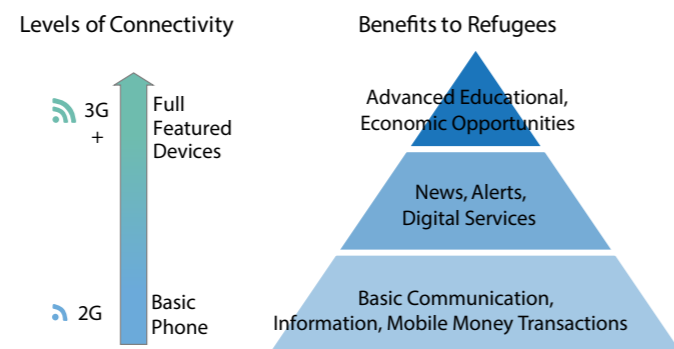 Levels of Connectivity
Benefits to Refugees
3G
+
Full
Featured
Devices
2G
Basic
Phone
Advanced Educational,
Economic Opportunities
News, Alerts,
Digital Services
Basic Communication,
Information, Mobile Money Transactions